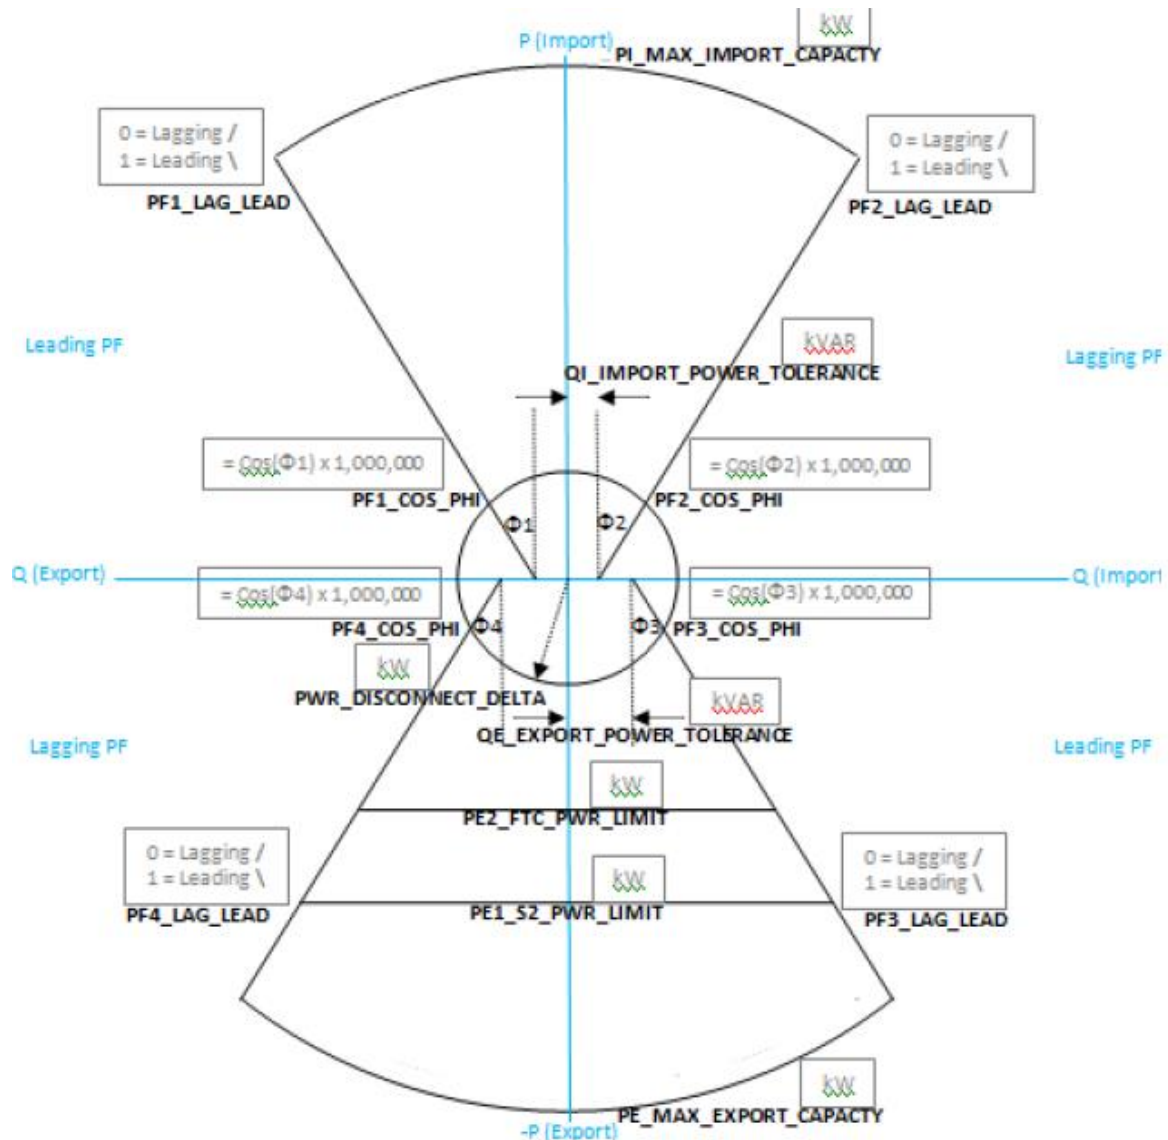 kW
P (Import)
PI_MAX_IMPORT_CAPACTY
0 = Lagging /
1 = Leading \
PF1_LAG_LEAD
0 = Lagging /
1 = Leading \
PF2_LAG_LEAD
Leading PF
kVAR
Lagging PF
QI_IMPORT_POWER_TOLERANCE
= Cos(Φ1) x 1,000,000
= Cos(Φ2) x 1,000,000
PF1_COS_PHI
PF2_COS_PHI
Φ1
Φ2
Q (Export)
Q (Import
= Cos(Φ4) x 1,000,000
= Cos(Φ3) x 1,000,000
PF4_COS_PHI
Φ4
Φ3
PF3_COS_PHI
kW
PWR_DISCONNECT_DELTA
kVAR
QE_EXPORT_POWER_TOLERANCE
Lagging PF
Leading PF
kW
PE2_FTC_PWR_LIMIT
0 = Lagging /
1 = Leading \
PF4_LAG_LEAD
kW
PE1_S2_PWR_LIMIT
0 = Lagging /
1 = Leading \
PF3_LAG_LEAD
kW
PE_MAX_EXPORT_CAPACTY
-P (Export)